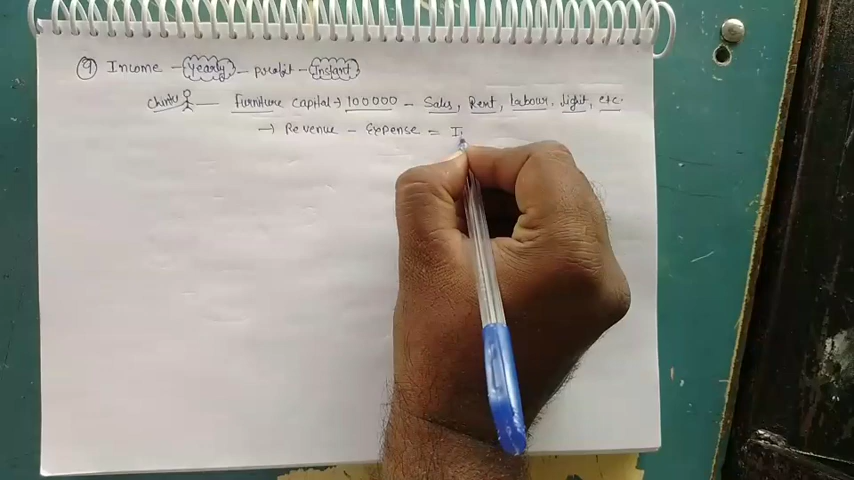 9 Income - yearly - profit - Instant
Chintu - Furniture Capital → 100000 - Sales, Rent, labour, light, etc.
→ Revenue - Expense = I